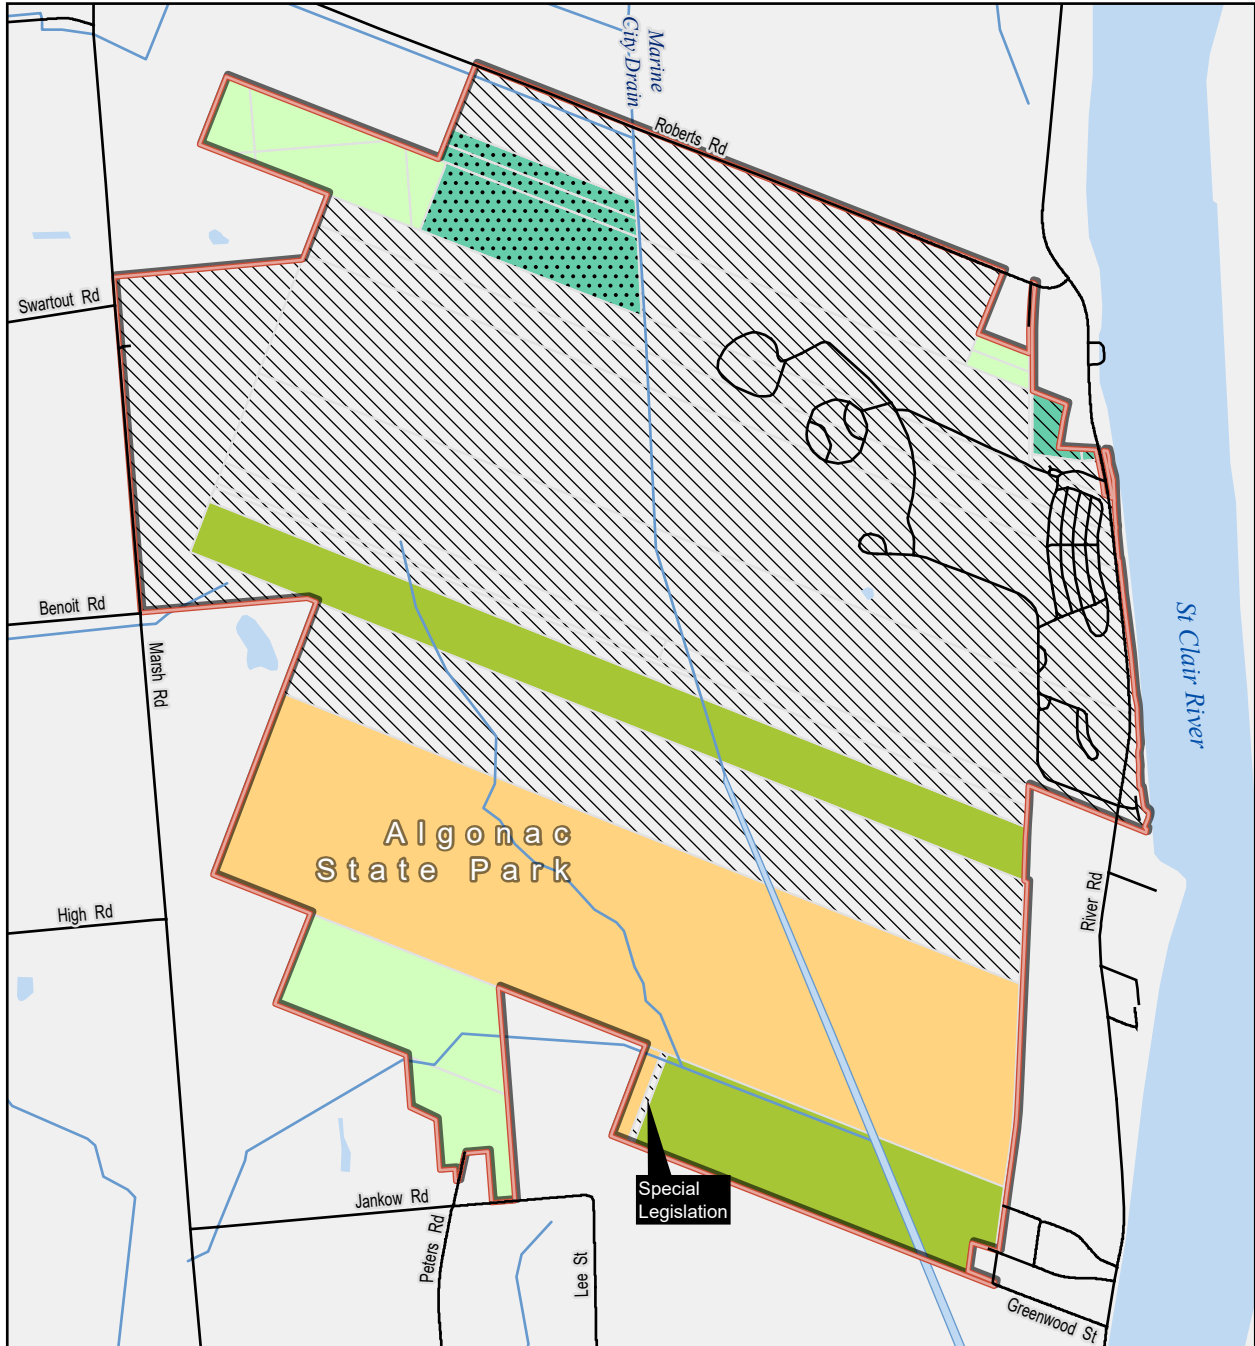 Marine
City-Drain
Roberts Rd
Swartout Rd
Benoit Rd
Marsh Rd
St Clair River
Algonac
State Park
High Rd
River Rd
Special
Legislation
Jankow Rd
Peters Rd
Lee St
Greenwood St